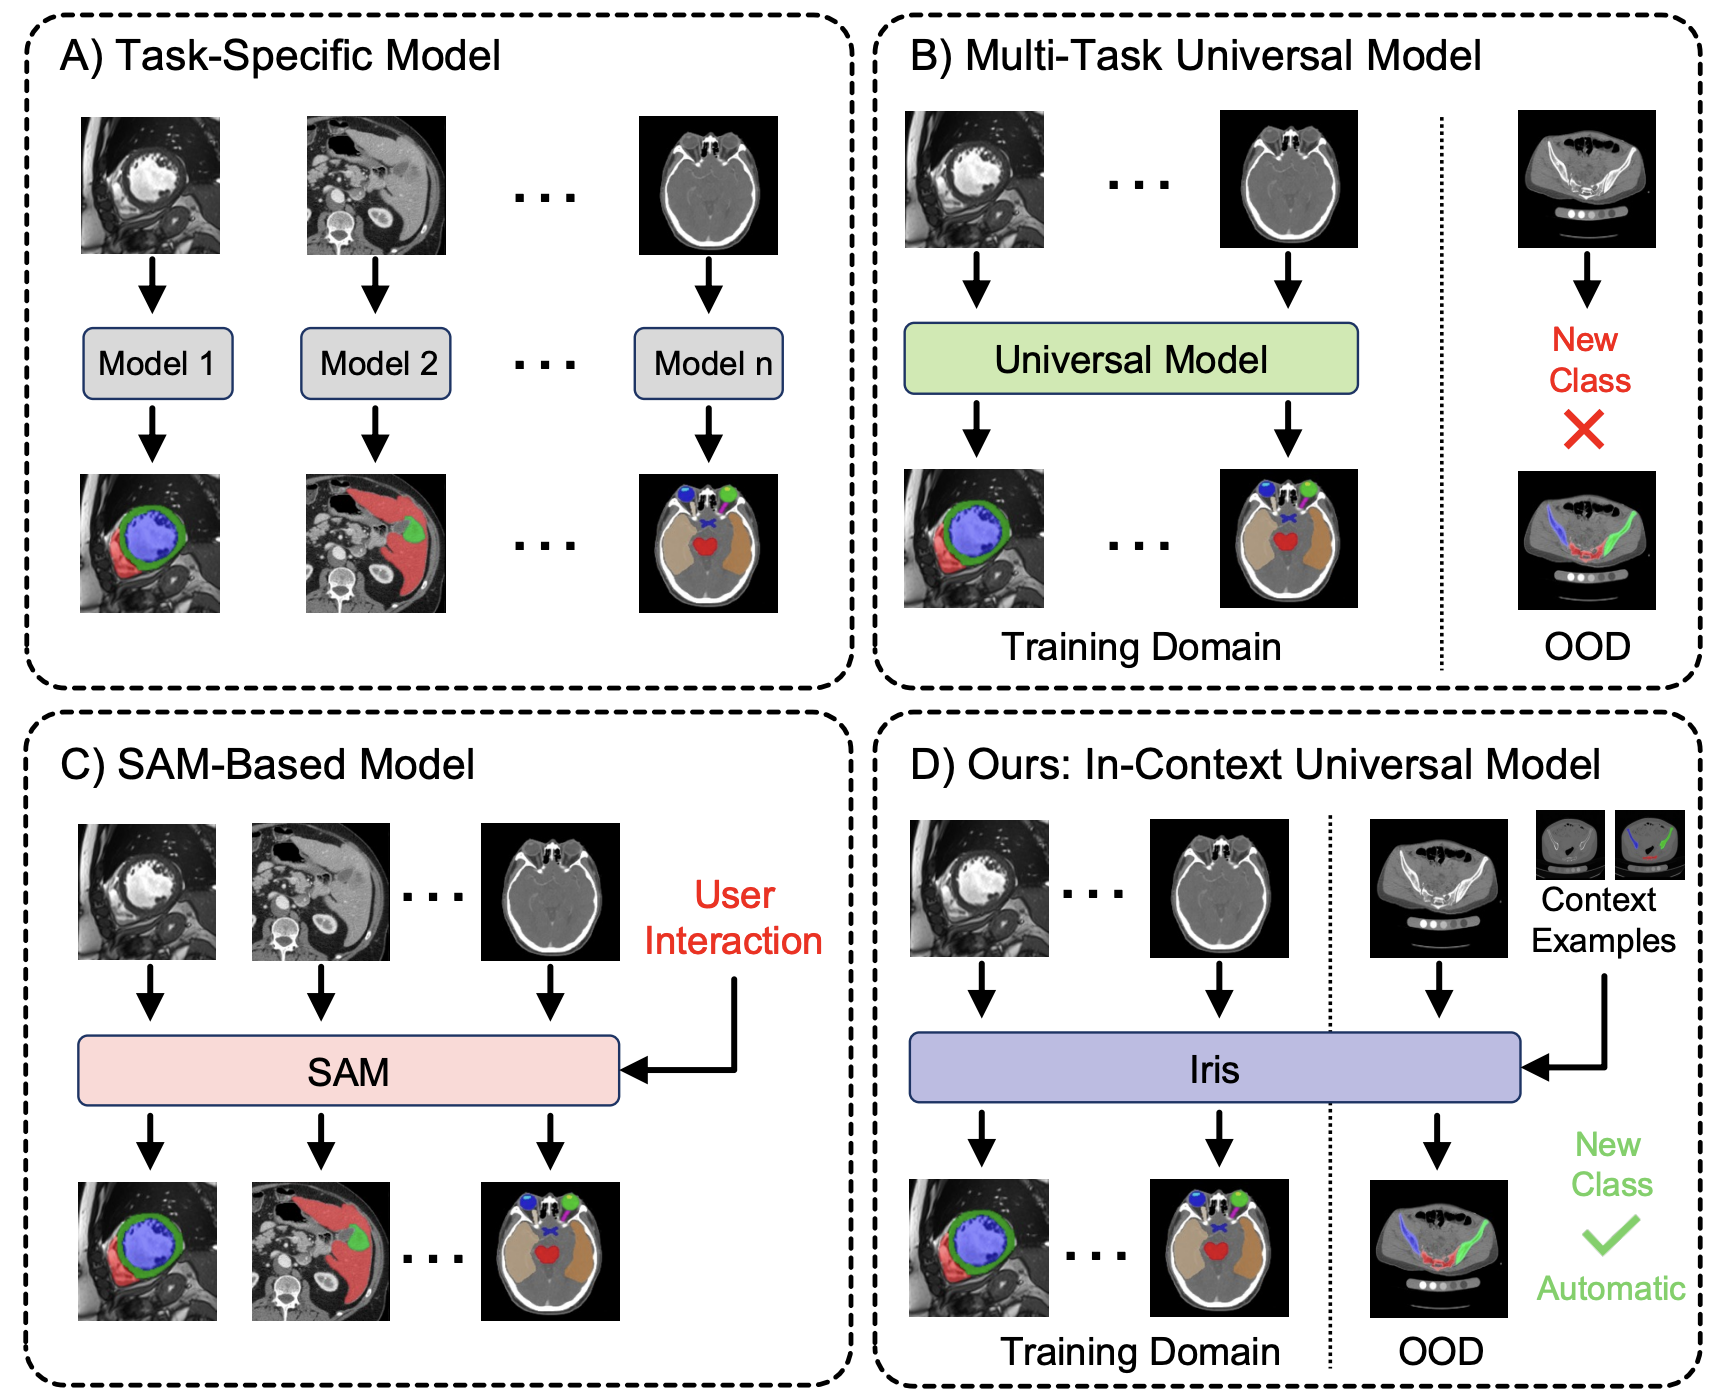 A) Task-Specific Model
Model 1
Model 2
Model n
B) Multi-Task Universal Model
Universal Model
New
Class
Training Domain
OOD
C) SAM-Based Model
User
Interaction
SAM
D) Ours: In-Context Universal Model
Context
Examples
Iris
New
Class
Automatic
Training Domain
OOD